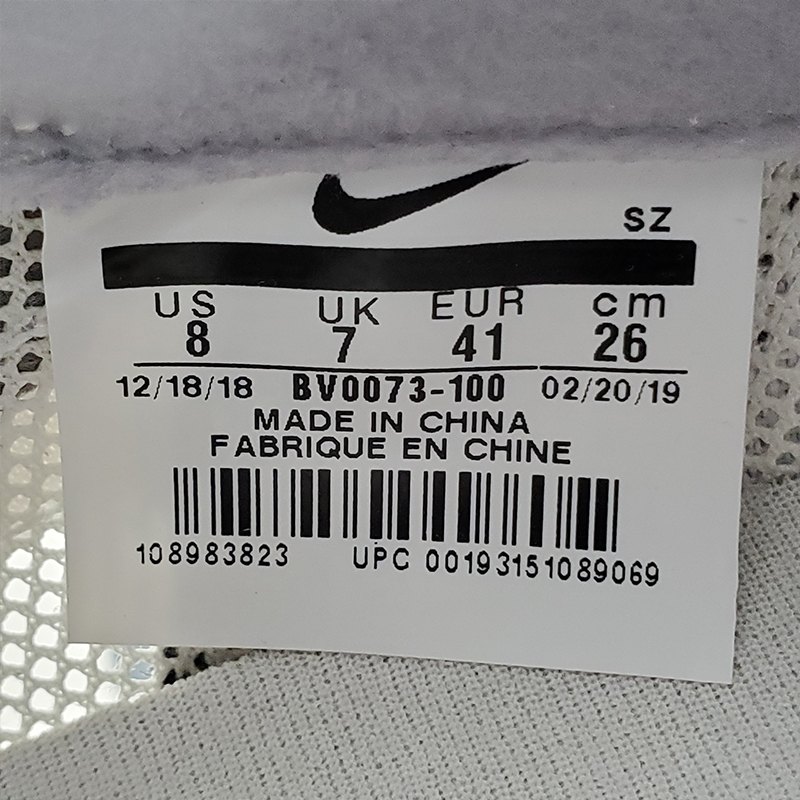 SZ
US UK EUR cm
8 7 41 26
12/18/18 BV0073-100 02/20/19
MADE IN CHINA
FABRIQUE EN CHINE
108983823 UPC 00193151089069